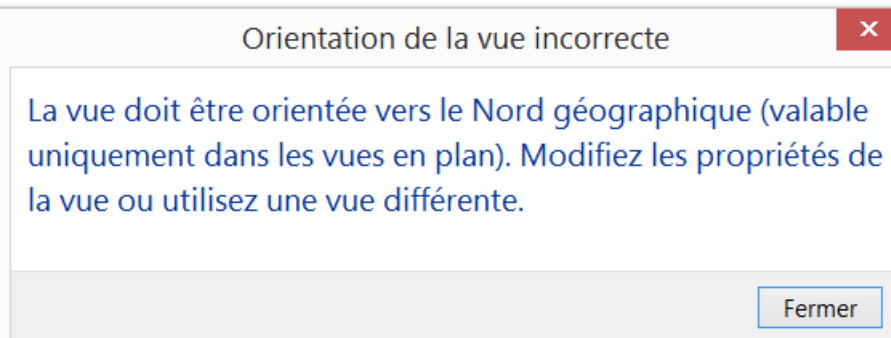 Orientation de la vue incorrecte
La vue doit être orientée vers le Nord géographique (valable
uniquement dans les vues en plan). Modifiez les propriétés de
la vue ou utilisez une vue différente.
Fermer